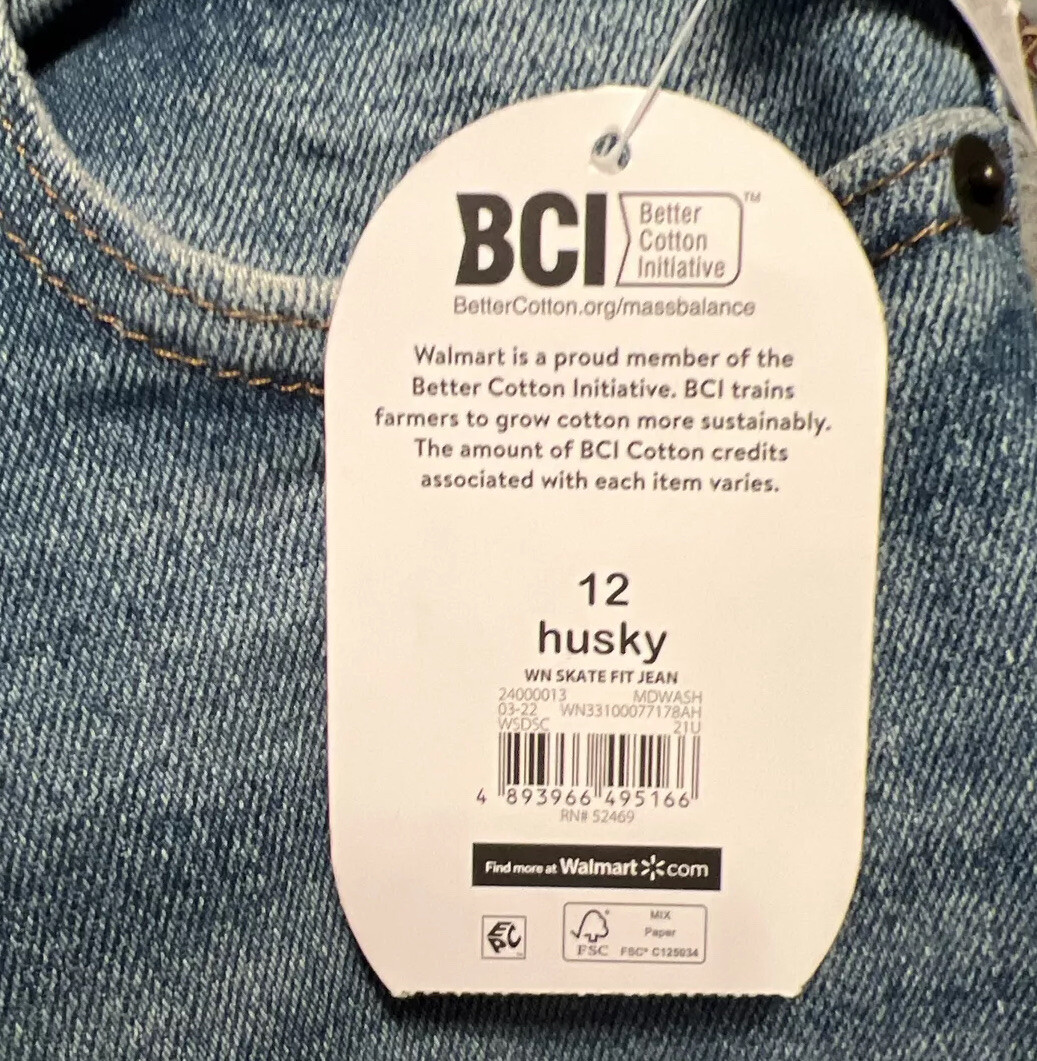 BCI Better Cotton Initiative™
BetterCotton.org/massbalance
Walmart is a proud member of the
Better Cotton Initiative. BCI trains
farmers to grow cotton more sustainably.
The amount of BCI Cotton credits
associated with each item varies.
12
husky
WN SKATE FIT JEAN
24000013 MDWASH
03-22 WN33100077178AH
WSDSC 21U
4 893966 495166
RN# 52469
Find more at Walmart com
MIX
Paper
FSC FSC® C125034